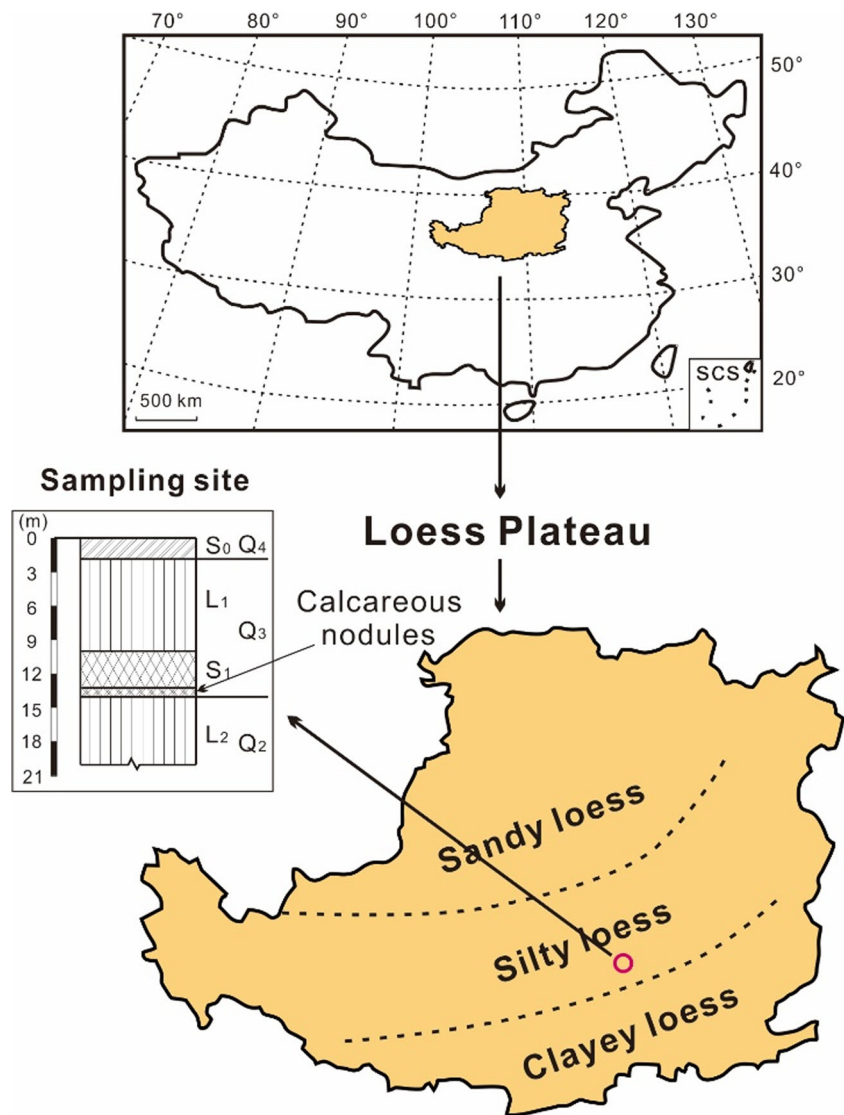 70° 80° 90° 100° 110° 120° 130°
50°
40°
30°
20°
500 km
SCS
Sampling site
Loess Plateau
(m)
0
3
6
9
12
15
18
21
S₀ Q₄
L₁
Q₃
S₁
L₂ Q₂
Calcareous
nodules
Sandy loess
Silty loess
Clayey loess